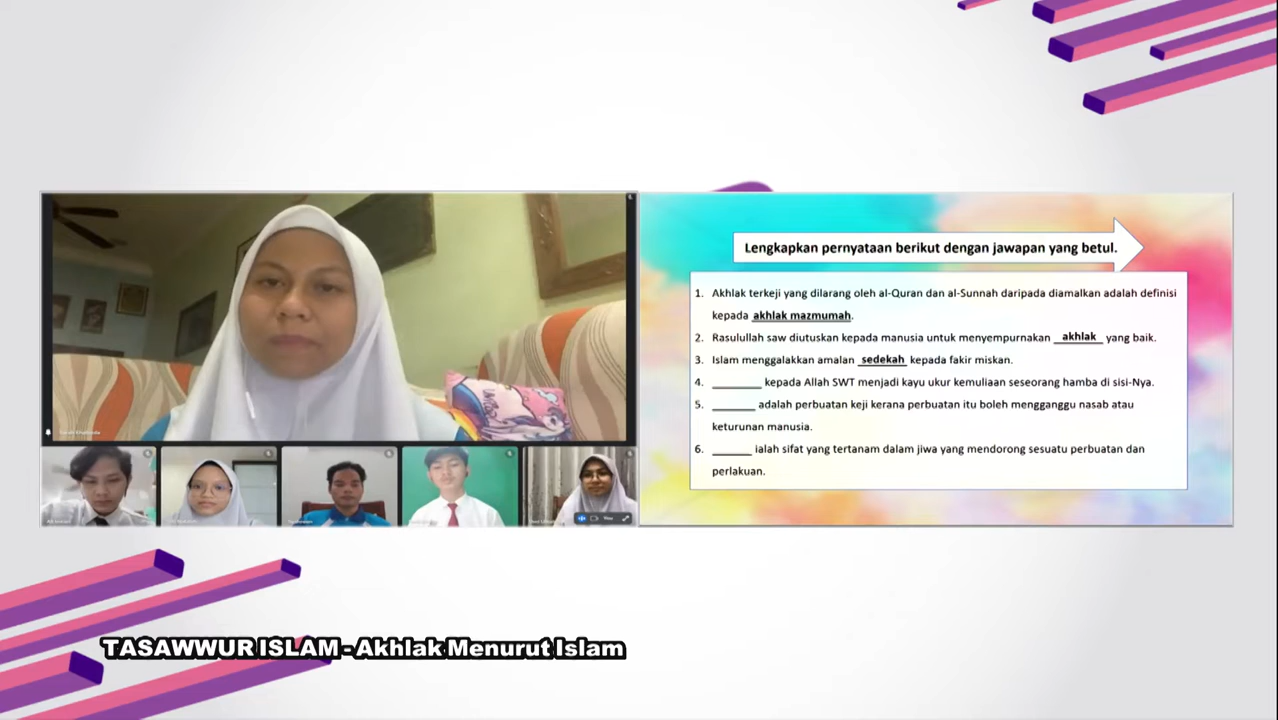 Lengkapkan pernyataan berikut dengan jawapan yang betul.
1. Akhlak terkeji yang dilarang oleh al-Quran dan al-Sunnah daripada diamalkan adalah definisi
kepada akhlak mazmumah.
2. Rasulullah saw diutuskan kepada manusia untuk menyempurnakan akhlak yang baik.
3. Islam menggalakkan amalan sedekah kepada fakir miskan.
4. ________ kepada Allah SWT menjadi kayu ukur kemuliaan seseorang hamba di sisi-Nya.
5. _______ adalah perbuatan keji kerana perbuatan itu boleh mengganggu nasab atau
keturunan manusia.
6. ______ ialah sifat yang tertanam dalam jiwa yang mendorong sesuatu perbuatan dan
perlakuan.
TASAWWUR ISLAM - Akhlak Menurut Islam